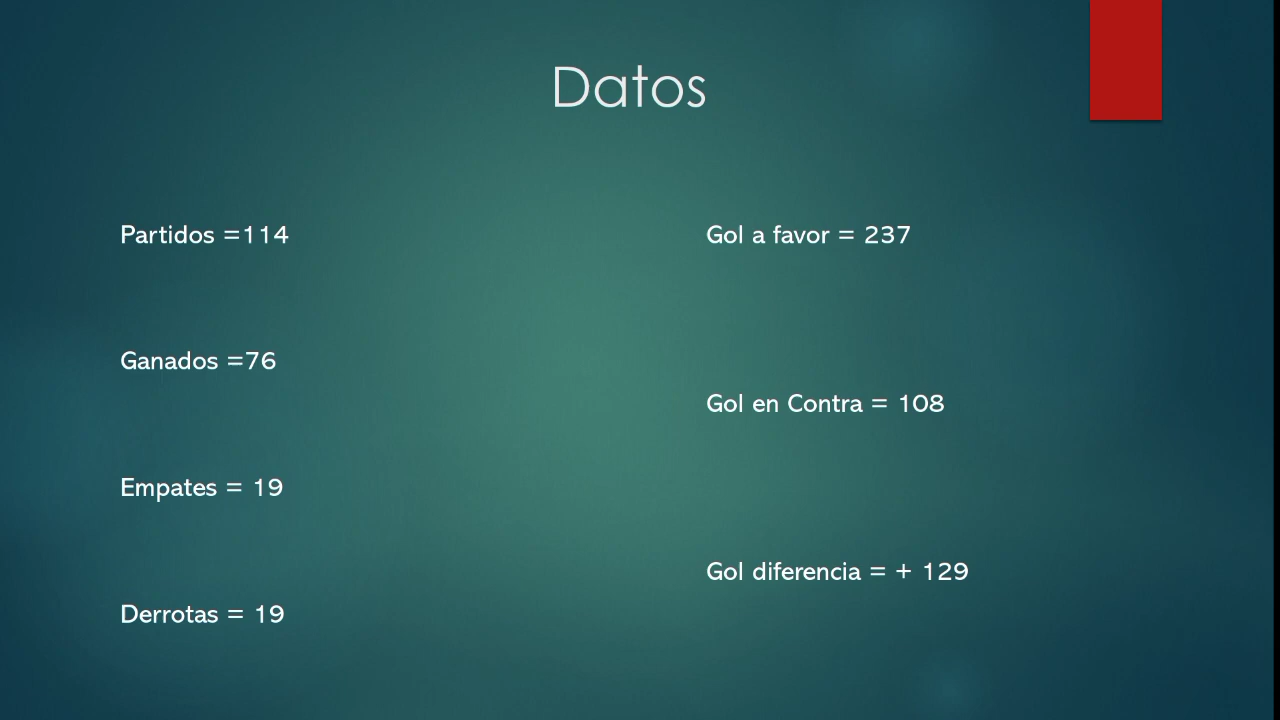 Datos
Partidos =114
Ganados =76
Empates = 19
Derrotas = 19
Gol a favor = 237
Gol en Contra = 108
Gol diferencia = + 129